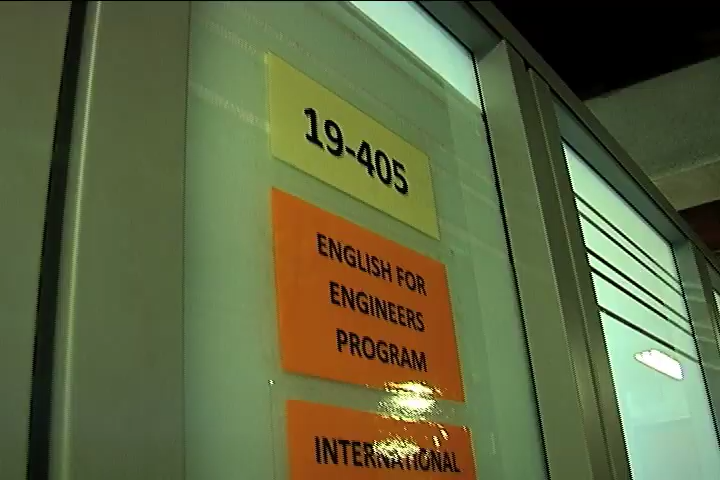 19-405
ENGLISH FOR
ENGINEERS
PROGRAM
INTERNATIONAL